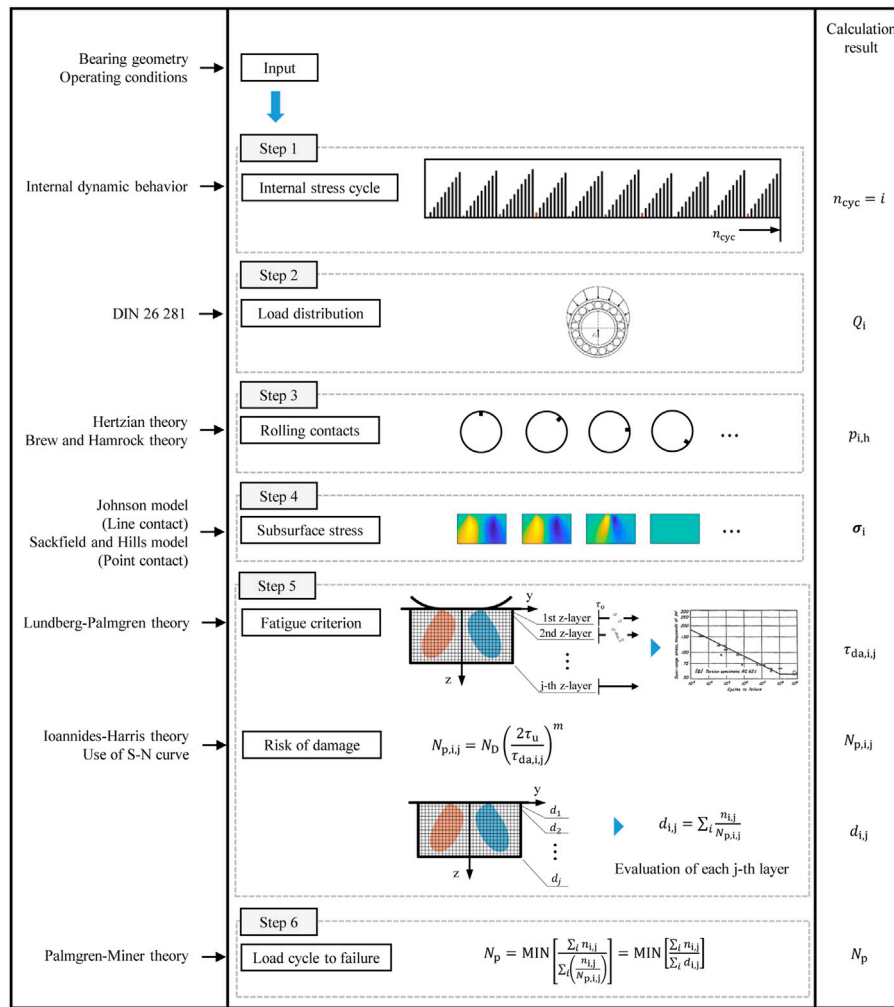 Calculation
result
Bearing geometry
Operating conditions
Input
Step 1
Internal dynamic behavior
Internal stress cycle
n_cyc
n_cyc = i
Step 2
DIN 26 281
Load distribution
Q_i
Step 3
Hertzian theory
Brew and Hamrock theory
Rolling contacts
...
p_i,h
Step 4
Johnson model
(Line contact)
Sackfield and Hills model
(Point contact)
Subsurface stress
...
σ_i
Step 5
Lundberg-Palmgren theory
Fatigue criterion
y
z
τ_o
1st z-layer
2nd z-layer
⋮
j-th z-layer
Cycles to failure
τ_da,i,j
Ioannides-Harris theory
Use of S-N curve
Risk of damage
N_p,i,j = N_D (2τ_u / τ_da,i,j)^m
N_p,i,j
y
z
d_1
d_2
⋮
d_j
d_i,j = Σ_i n_i,j / N_p,i,j
Evaluation of each j-th layer
d_i,j
Step 6
Palmgren-Miner theory
Load cycle to failure
N_p = MIN [Σ_i n_i,j / Σ_i (n_i,j / N_p,i,j)] = MIN [Σ_i n_i,j / Σ_i d_i,j]
N_p